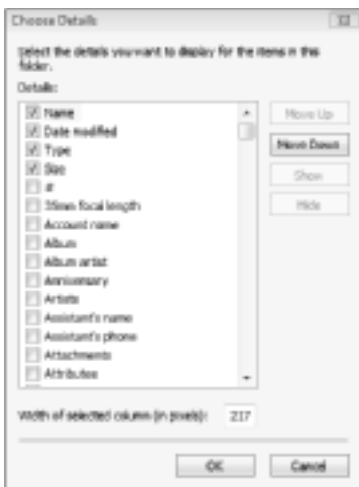 Choose Details
Select the details you want to display for the items in this
folder.
Details:
Name
Date modified
Type
Size
#
35mm focal length
Account name
Album
Album artist
Anniversary
Artists
Assistant's name
Assistant's phone
Attachments
Attributes
Move Up
Move Down
Show
Hide
Width of selected column (in pixels): 217
OK
Cancel